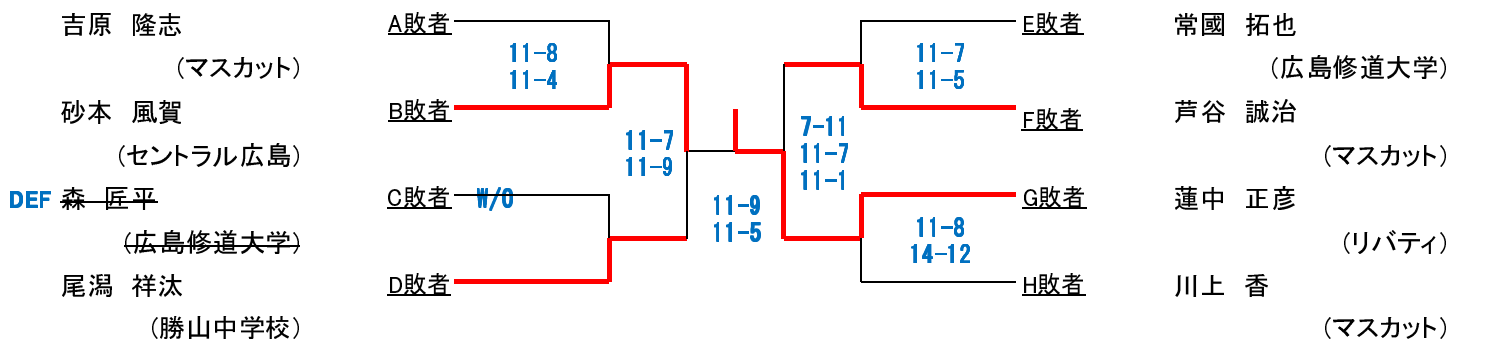 吉原 隆志 A敗者 E敗者 常國 拓也
11-8 11-7
(マスカット) (広島修道大学)
11-4 11-5
砂本 風賀 B敗者 F敗者 芦谷 誠治
7-11
11-7
(セントラル広島) 11-7 (マスカット)
11-9
11-1
DEF 森 匠平 C敗者 W/O G敗者 蓮中 正彦
11-9
11-8
(広島修道大学) 11-5 (リバティ)
14-12
尾潟 祥汰 D敗者 H敗者 川上 香
(勝山中学校) (マスカット)